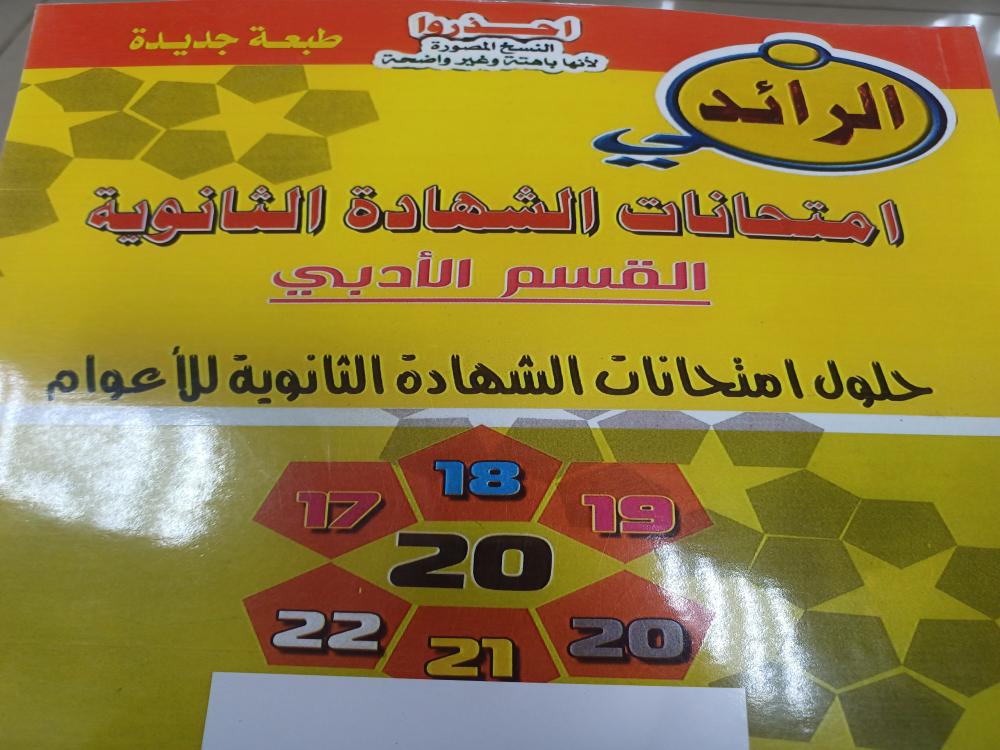 احذروا
النسخ المصورة
لأنها باهتة وغير واضحة
طبعة جديدة
الرائد
في
امتحانات الشهادة الثانوية
القسم الأدبي
حلول امتحانات الشهادة الثانوية للأعوام
17 18 19
20
22 21 20